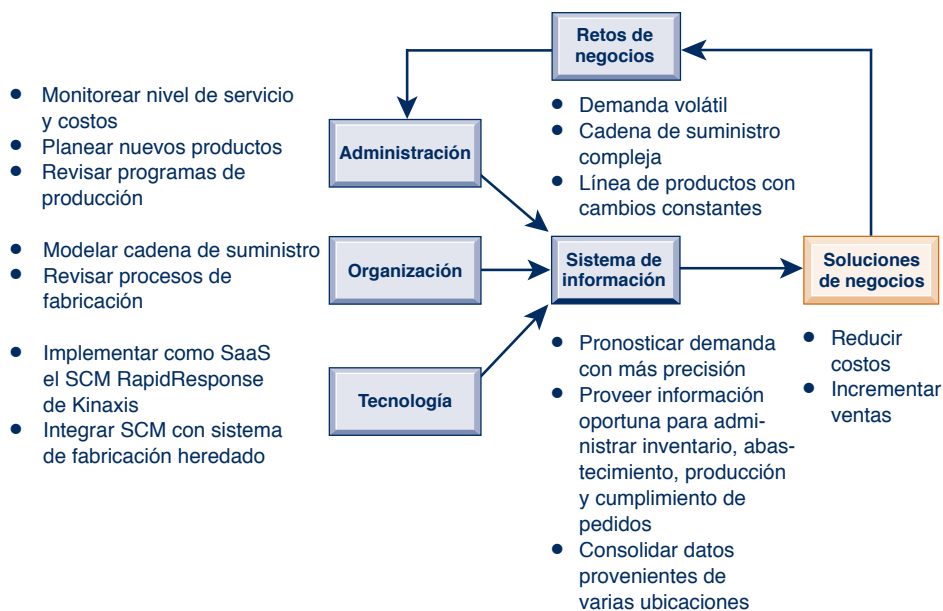 Retos de
negocios
● Demanda volátil
● Cadena de suministro
compleja
● Línea de productos con
cambios constantes
● Monitorear nivel de servicio
y costos
● Planear nuevos productos
● Revisar programas de
producción
Administración
● Modelar cadena de suministro
● Revisar procesos de
fabricación
Organización
● Implementar como SaaS
el SCM RapidResponse
de Kinaxis
● Integrar SCM con sistema
de fabricación heredado
Tecnología
Sistema de
información
● Pronosticar demanda
con más precisión
● Proveer información
oportuna para admi-
nistrar inventario, abas-
tecimiento, producción
y cumplimiento de
pedidos
● Consolidar datos
provenientes de
varias ubicaciones
Soluciones
de negocios
● Reducir
costos
● Incrementar
ventas